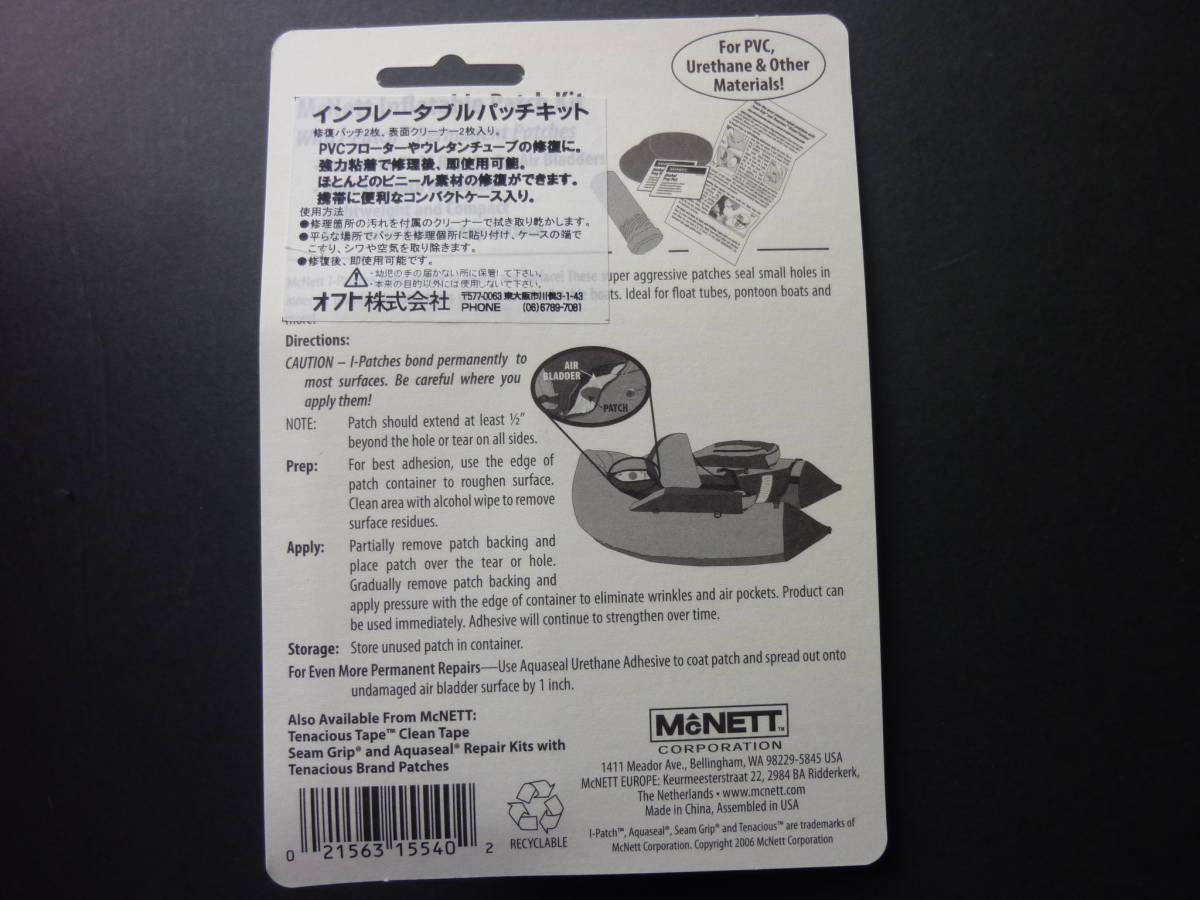 For PVC,
Urethane & Other
Materials!
インフレータブルパッチキット
修復パッチ2枚、表面クリーナー2枚入り。
PVCフローターやウレタンチューブの修復に。
強力粘着で修理後、即使用可能。
ほとんどのビニール素材の修復ができます。
携帯に便利なコンパクトケース入り。
使用方法
●修理箇所の汚れを付属のクリーナーで拭き取り乾かします。
●平らな場所でパッチを修理個所に貼り付け、ケースの端で
こすり、シワや空気を取り除きます。
●修復後、即使用可能です。
・幼児の手の届かない所に保管して下さい。
・本来の目的以外には使用しないで下さい。
オフト株式会社 〒577-0063 東大阪市川俣3-1-43
PHONE (06)6789-7081
super aggressive patches seal small holes in
Ideal for float tubes, pontoon boats and
Directions:
CAUTION – I-Patches bond permanently to
most surfaces. Be careful where you
apply them!
NOTE: Patch should extend at least ½"
beyond the hole or tear on all sides.
Prep: For best adhesion, use the edge of
patch container to roughen surface.
Clean area with alcohol wipe to remove
surface residues.
Apply: Partially remove patch backing and
place patch over the tear or hole.
Gradually remove patch backing and
apply pressure with the edge of container to eliminate wrinkles and air pockets. Product can
be used immediately. Adhesive will continue to strengthen over time.
AIR
BLADDER
PATCH
Storage: Store unused patch in container.
For Even More Permanent Repairs—Use Aquaseal Urethane Adhesive to coat patch and spread out onto
undamaged air bladder surface by 1 inch.
Also Available From McNETT:
Tenacious Tape™ Clean Tape
Seam Grip® and Aquaseal® Repair Kits with
Tenacious Brand Patches
0 21563 15540 2
RECYCLABLE
McNETT™
CORPORATION
1411 Meador Ave., Bellingham, WA 98229-5845 USA
McNETT EUROPE: Keurmeesterstraat 22, 2984 BA Ridderkerk,
The Netherlands • www.mcnett.com
Made in China, Assembled in USA
I-Patch™, Aquaseal®, Seam Grip® and Tenacious™ are trademarks of
McNett Corporation. Copyright 2006 McNett Corporation